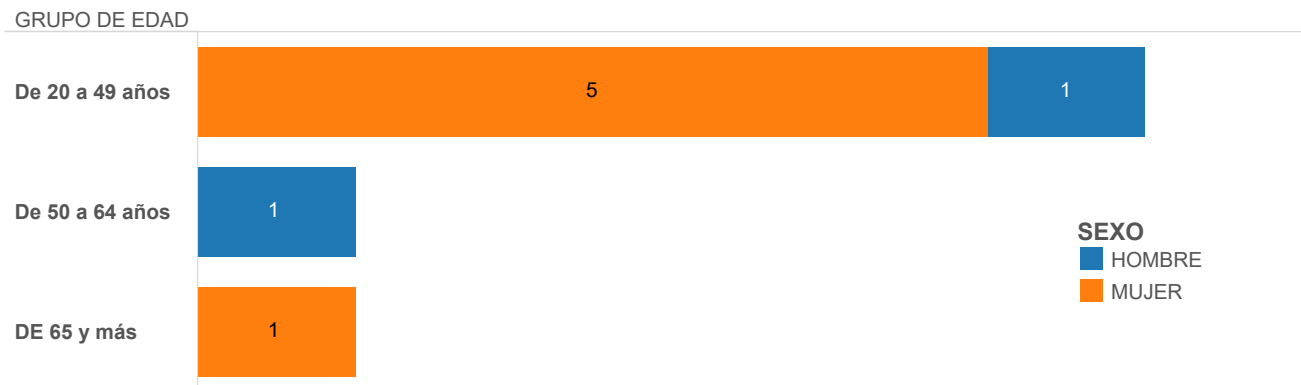 GRUPO DE EDAD
De 20 a 49 años
5
1
De 50 a 64 años
1
DE 65 y más
1
SEXO
HOMBRE
MUJER